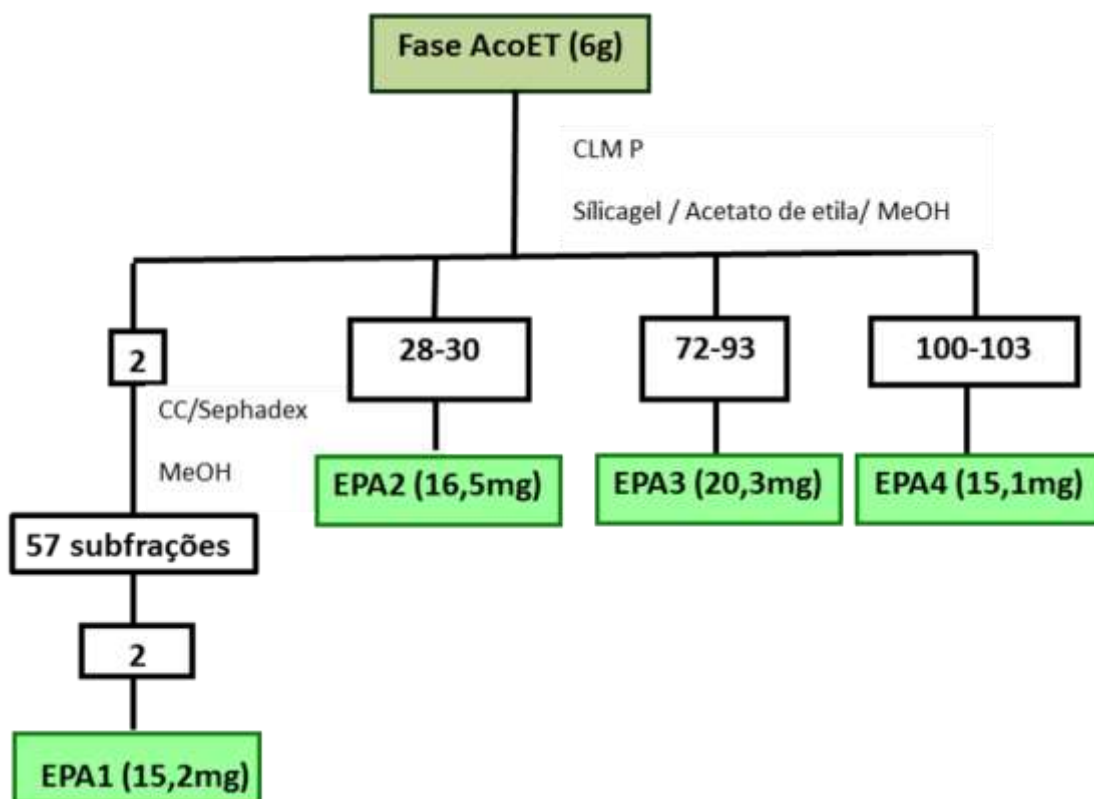 Fase AcoET (6g)
CLM P
Sílicagel / Acetato de etila/ MeOH
2
28-30
72-93
100-103
CC/Sephadex
MeOH
EPA2 (16,5mg)
EPA3 (20,3mg)
EPA4 (15,1mg)
57 subfrações
2
EPA1 (15,2mg)